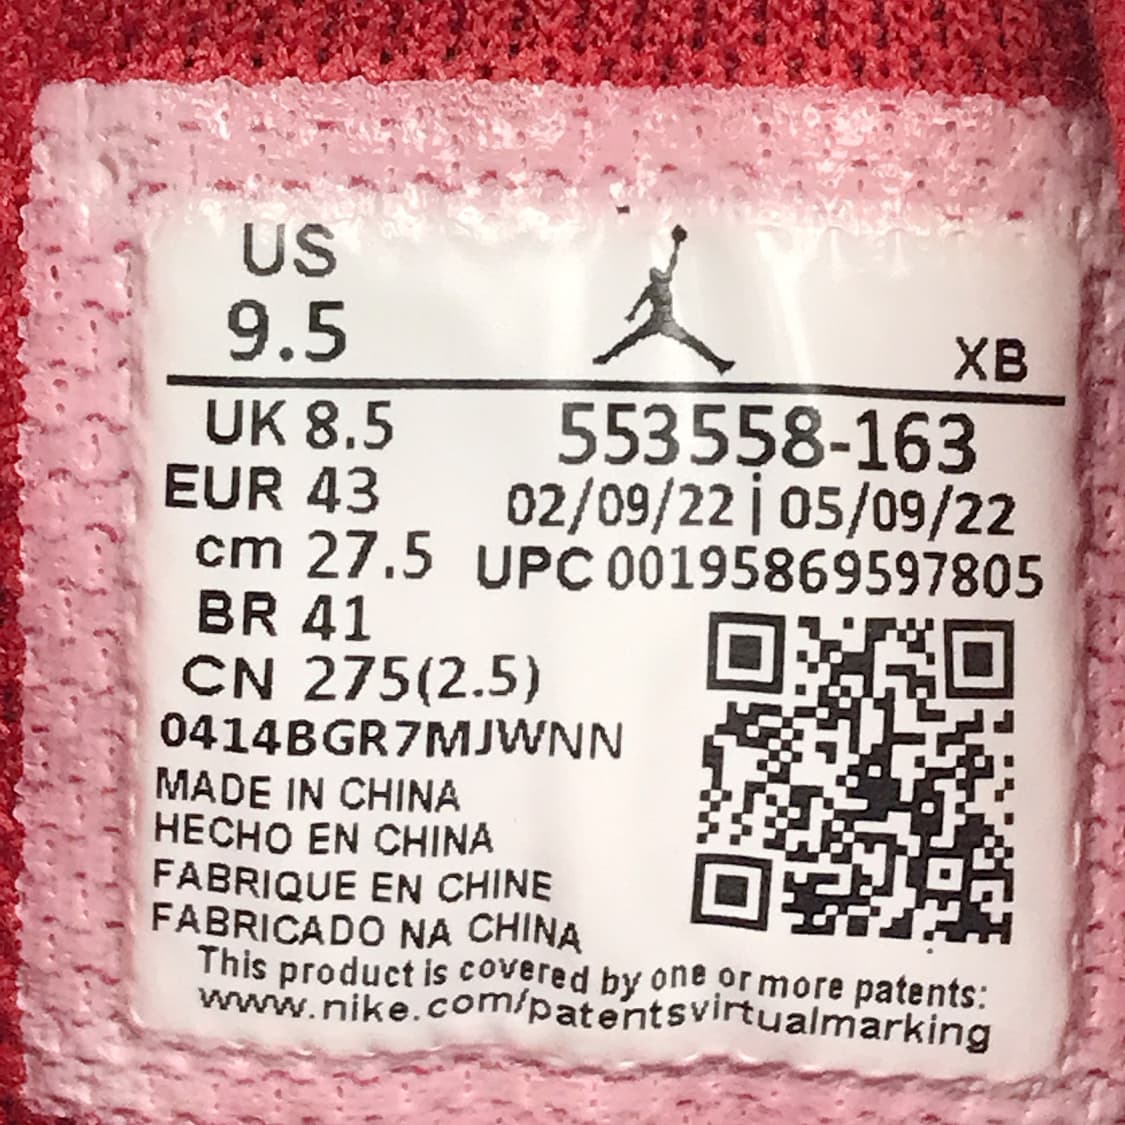 US
9.5
XB
UK 8.5
EUR 43
cm 27.5
BR 41
CN 275(2.5)
553558-163
02/09/22 | 05/09/22
UPC 00195869597805
0414BGR7MJWNN
MADE IN CHINA
HECHO EN CHINA
FABRIQUE EN CHINE
FABRICADO NA CHINA
This product is covered by one or more patents:
www.nike.com/patentsvirtualmarking